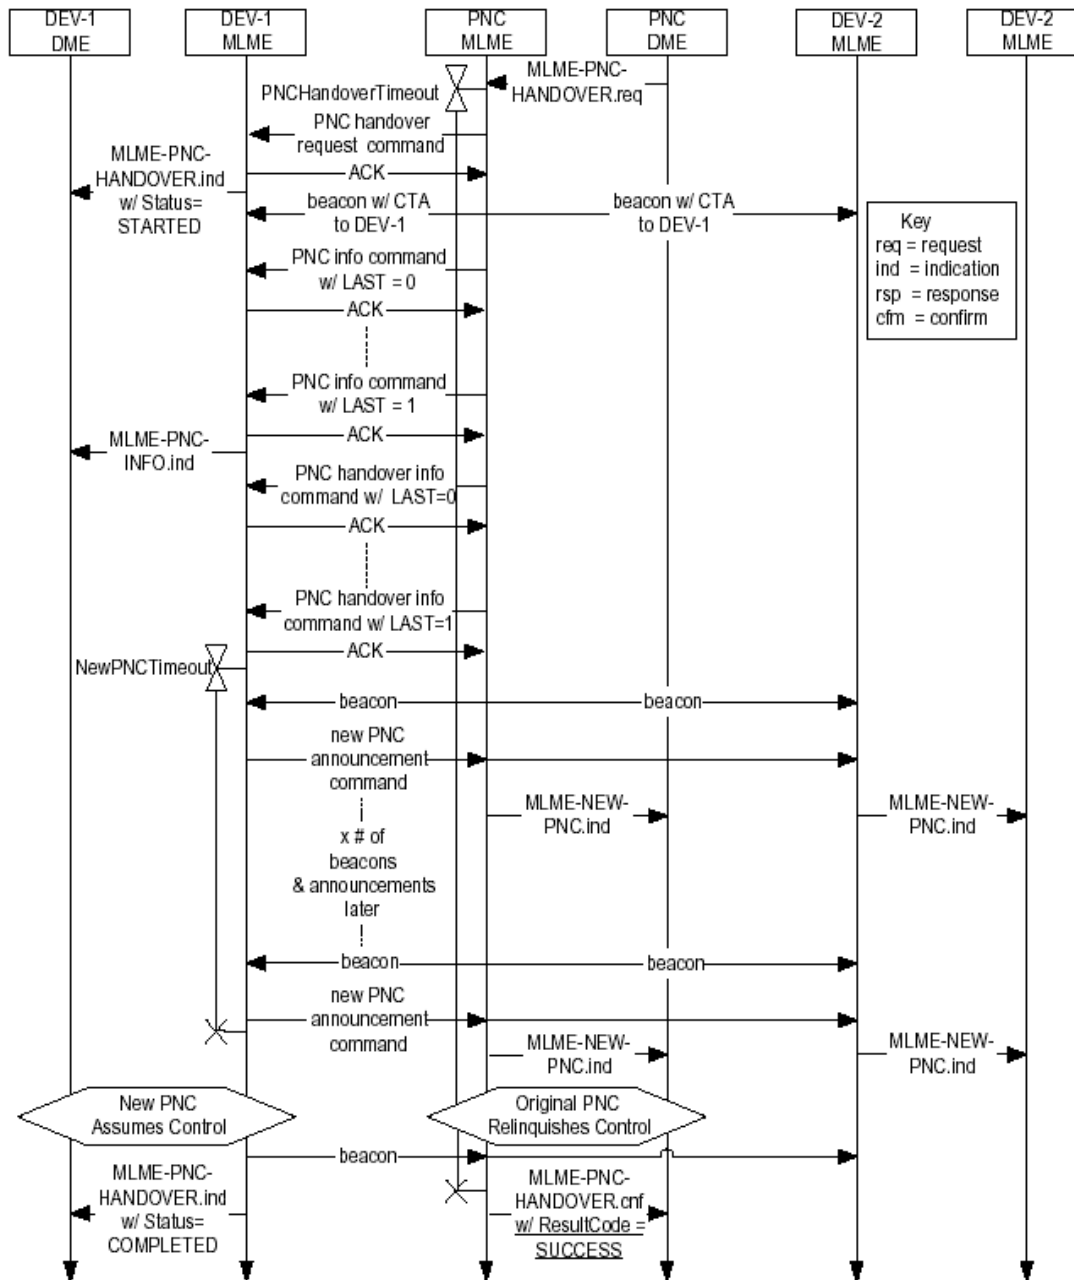 DEV-1
DME
DEV-1
MLME
PNC
MLME
PNC
DME
DEV-2
MLME
DEV-2
MLME
MLME-PNC-
HANDOVER.req
PNCHandoverTimeout
PNC handover
request command
MLME-PNC-
HANDOVER.ind
w/ Status=
STARTED
ACK
beacon w/ CTA
to DEV-1
beacon w/ CTA
to DEV-1
Key
req = request
ind = indication
rsp = response
cfm = confirm
PNC info command
w/ LAST = 0
ACK
PNC info command
w/ LAST = 1
ACK
MLME-PNC-
INFO.ind
PNC handover info
command w/ LAST=0
ACK
PNC handover info
command w/ LAST=1
ACK
NewPNCTimeout
beacon
beacon
new PNC
announcement
command
MLME-NEW-
PNC.ind
MLME-NEW-
PNC.ind
x # of
beacons
& announcements
later
beacon
beacon
new PNC
announcement
command
MLME-NEW-
PNC.ind
MLME-NEW-
PNC.ind
New PNC
Assumes Control
Original PNC
Relinquishes Control
beacon
MLME-PNC-
HANDOVER.ind
w/ Status=
COMPLETED
MLME-PNC-
HANDOVER.cnf
w/ ResultCode =
SUCCESS